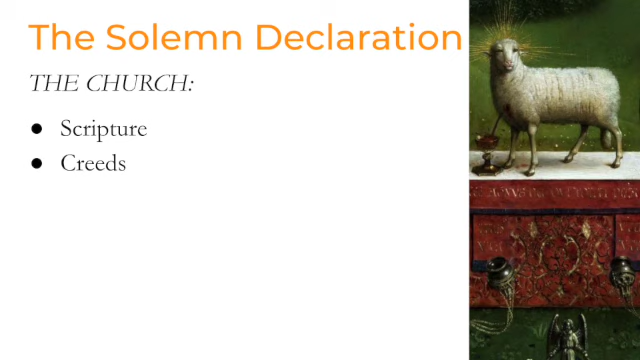 The Solemn Declaration
THE CHURCH:
● Scripture
● Creeds